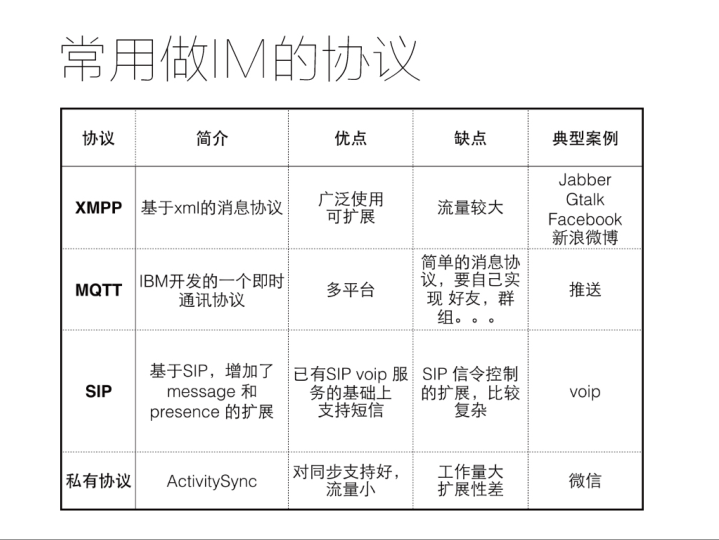 常用做IM的协议
协议 简介 优点 缺点 典型案例
XMPP
基于xml的消息协议
广泛使用
可扩展
流量较大
Jabber
Gtalk
Facebook
新浪微博
MQTT
IBM开发的一个即时
通讯协议
多平台
简单的消息协
议，要自己实
现 好友，群
组。。。
推送
SIP
基于SIP，增加了
message 和
presence 的扩展
已有SIP voip 服
务的基础上
支持短信
SIP 信令控制
的扩展，比较
复杂
voip
私有协议
ActivitySync
对同步支持好，
流量小
工作量大
扩展性差
微信